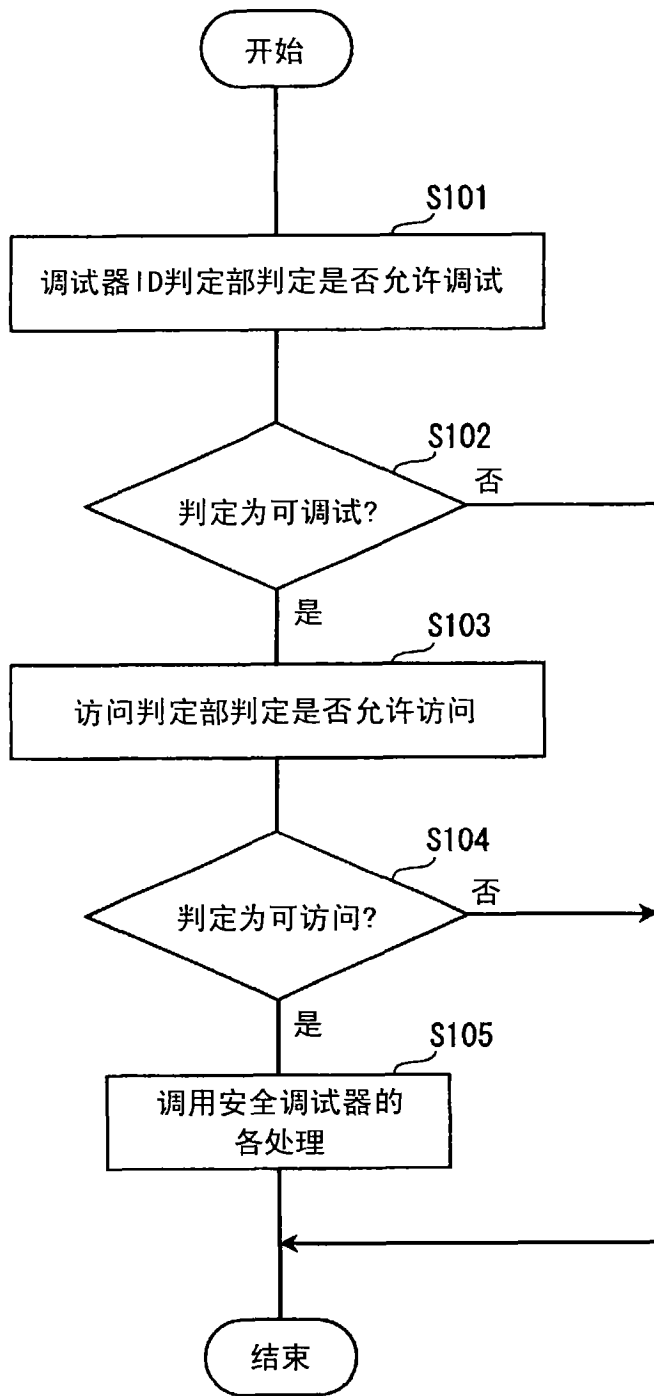 开始
S101
调试器ID判定部判定是否允许调试
S102
判定为可调试?
否
是
S103
访问判定部判定是否允许访问
S104
判定为可访问?
否
是
S105
调用安全调试器的
各处理
结束